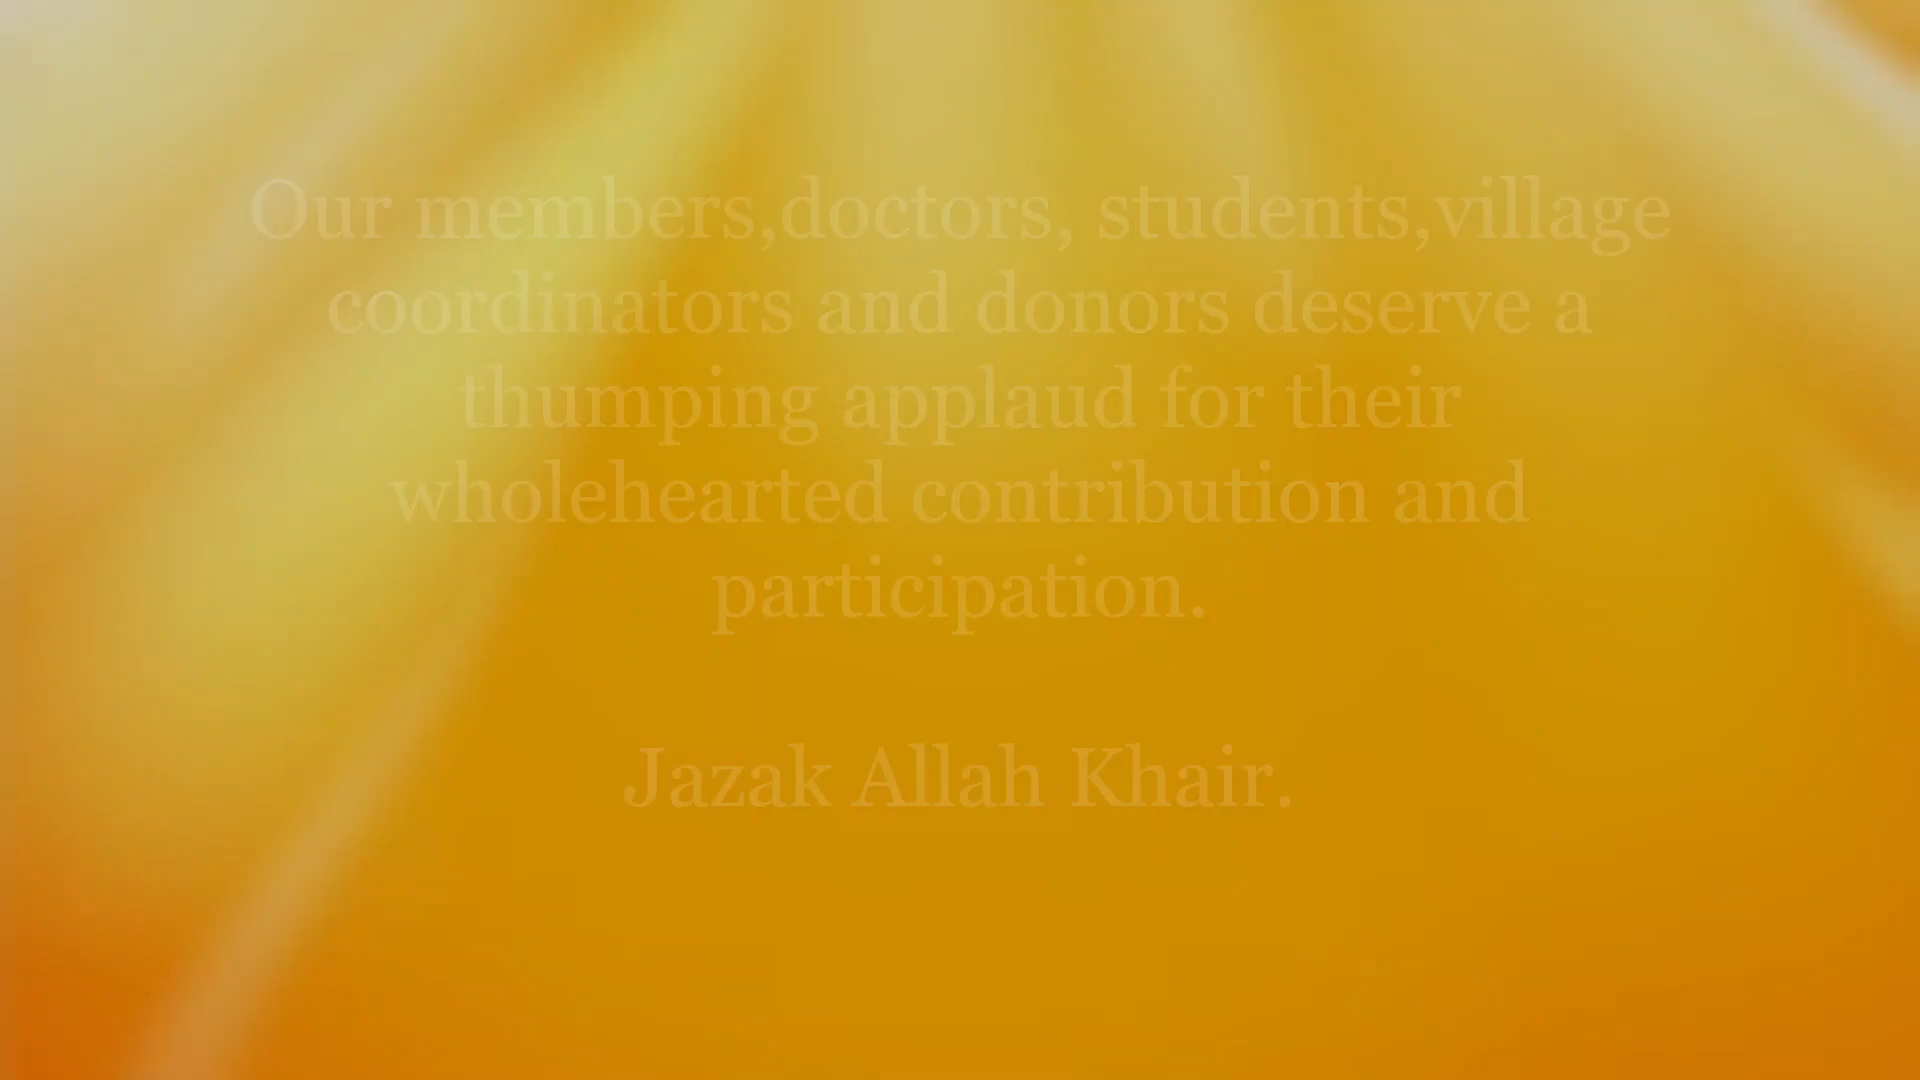 Our members,doctors, students,village
coordinators and donors deserve a
thumping applaud for their
wholehearted contribution and
participation.
Jazak Allah Khair.